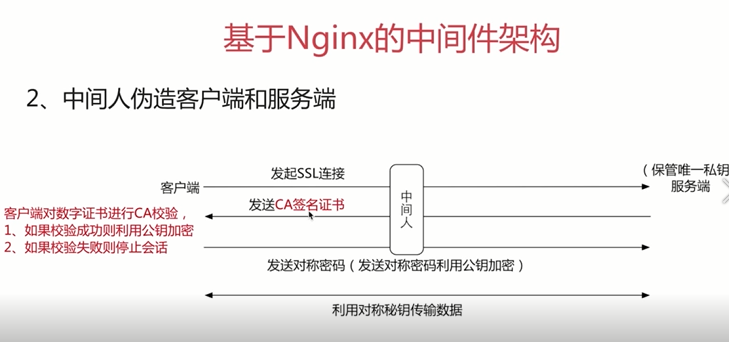 基于Nginx的中间件架构
2、中间人伪造客户端和服务端
发起SSL连接
（保管唯一私钥
客户端
服务端
中间人
发送CA签名证书
客户端对数字证书进行CA校验，
1、如果校验成功则利用公钥加密
2、如果校验失败则停止会话
发送对称密码（发送对称密码利用公钥加密）
利用对称秘钥传输数据